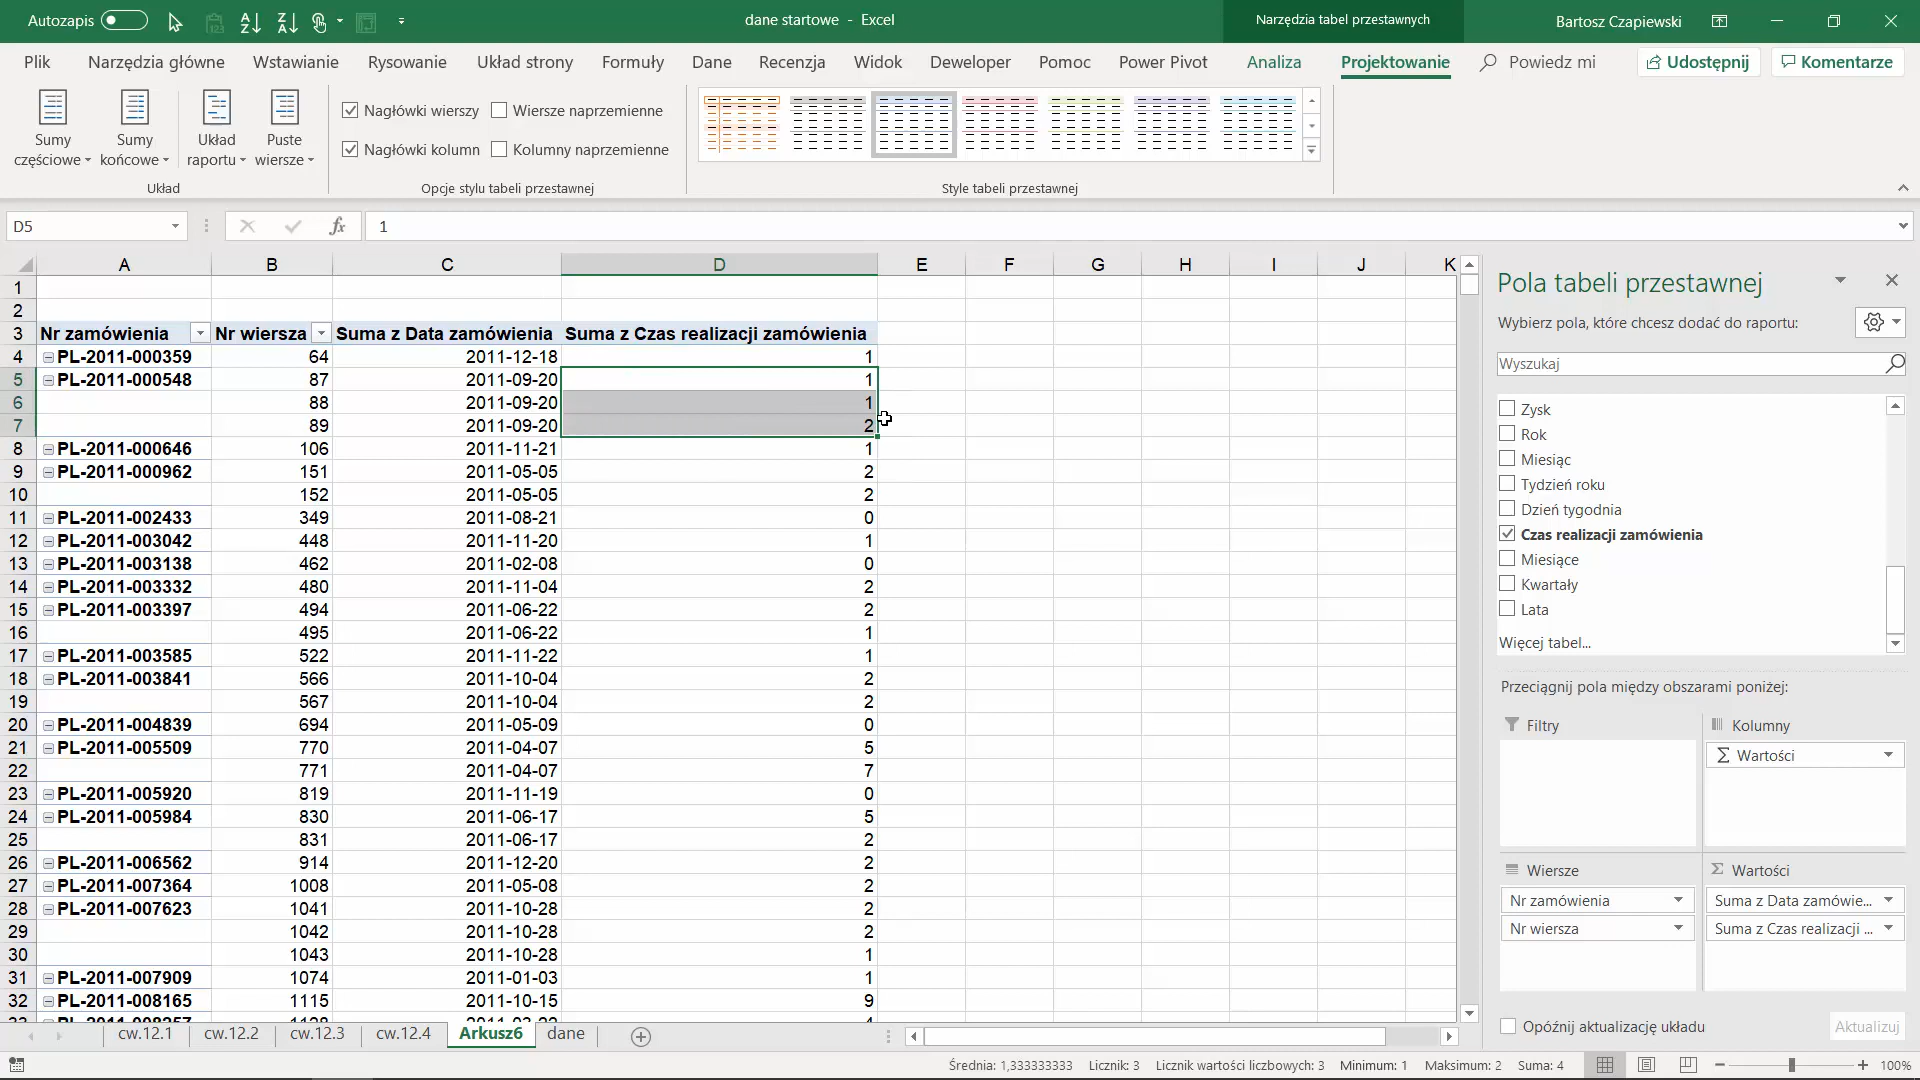 Autozapis
dane startowe - Excel
Narzędzia tabel przestawnych
Bartosz Czapiewski
Plik Narzędzia główne Wstawianie Rysowanie Układ strony Formuły Dane Recenzja Widok Deweloper Pomoc Power Pivot Analiza Projektowanie Powiedz mi Udostępnij Komentarze
Sumy częściowe
Sumy końcowe
Układ raportu
Puste wiersze
Układ
Nagłówki wierszy Wiersze naprzemienne
Nagłówki kolumn Kolumny naprzemienne
Opcje stylu tabeli przestawnej
Style tabeli przestawnej
D5 fx 1
A B C D E F G H I J K
1
2
3 Nr zamówienia Nr wiersza Suma z Data zamówienia Suma z Czas realizacji zamówienia
4 PL-2011-000359 64 2011-12-18 1
5 PL-2011-000548 87 2011-09-20 1
6 88 2011-09-20 1
7 89 2011-09-20 2
8 PL-2011-000646 106 2011-11-21 1
9 PL-2011-000962 151 2011-05-05 2
10 152 2011-05-05 2
11 PL-2011-002433 349 2011-08-21 0
12 PL-2011-003042 448 2011-11-20 1
13 PL-2011-003138 462 2011-02-08 0
14 PL-2011-003332 480 2011-11-04 2
15 PL-2011-003397 494 2011-06-22 2
16 495 2011-06-22 1
17 PL-2011-003585 522 2011-11-22 1
18 PL-2011-003841 566 2011-10-04 2
19 567 2011-10-04 2
20 PL-2011-004839 694 2011-05-09 0
21 PL-2011-005509 770 2011-04-07 5
22 771 2011-04-07 7
23 PL-2011-005920 819 2011-11-19 0
24 PL-2011-005984 830 2011-06-17 5
25 831 2011-06-17 2
26 PL-2011-006562 914 2011-12-20 2
27 PL-2011-007364 1008 2011-05-08 2
28 PL-2011-007623 1041 2011-10-28 2
29 1042 2011-10-28 2
30 1043 2011-10-28 1
31 PL-2011-007909 1074 2011-01-03 1
32 PL-2011-008165 1115 2011-10-15 9
cw.12.1 cw.12.2 cw.12.3 cw.12.4 Arkusz6 dane
Średnia: 1,333333333 Licznik: 3 Licznik wartości liczbowych: 3 Minimum: 1 Maksimum: 2 Suma: 4 100%
Pola tabeli przestawnej
Wybierz pola, które chcesz dodać do raportu:
Wyszukaj
Zysk
Rok
Miesiąc
Tydzień roku
Dzień tygodnia
Czas realizacji zamówienia
Miesiące
Kwartały
Lata
Więcej tabel...
Przeciągnij pola między obszarami poniżej:
Filtry
Kolumny
Σ Wartości
Wiersze
Nr zamówienia
Nr wiersza
Σ Wartości
Suma z Data zamówie...
Suma z Czas realizacji ...
Opóźnij aktualizację układu
Aktualizuj